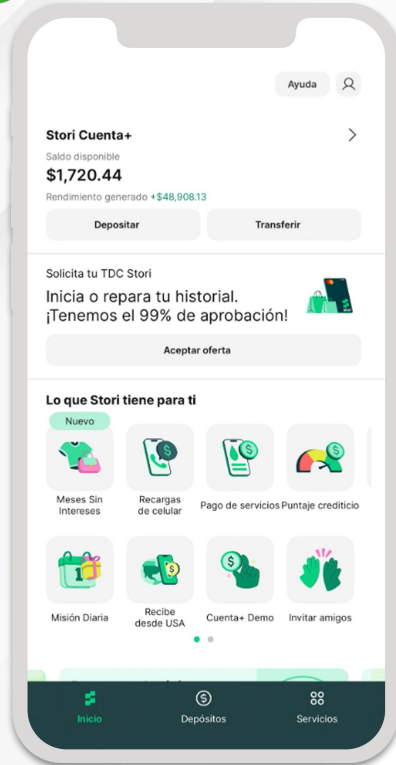 Ayuda
Stori Cuenta+
Saldo disponible
$1,720.44
Rendimiento generado +$48,908.13
Depositar
Transferir
Solicita tu TDC Stori
Inicia o repara tu historial.
¡Tenemos el 99% de aprobación!
Aceptar oferta
Lo que Stori tiene para ti
Nuevo
Meses Sin
Intereses
Recargas
de celular
Pago de servicios
Puntaje crediticio
Misión Diaria
Recibe
desde USA
Cuenta+ Demo
Invitar amigos
Inicio
Depósitos
Servicios